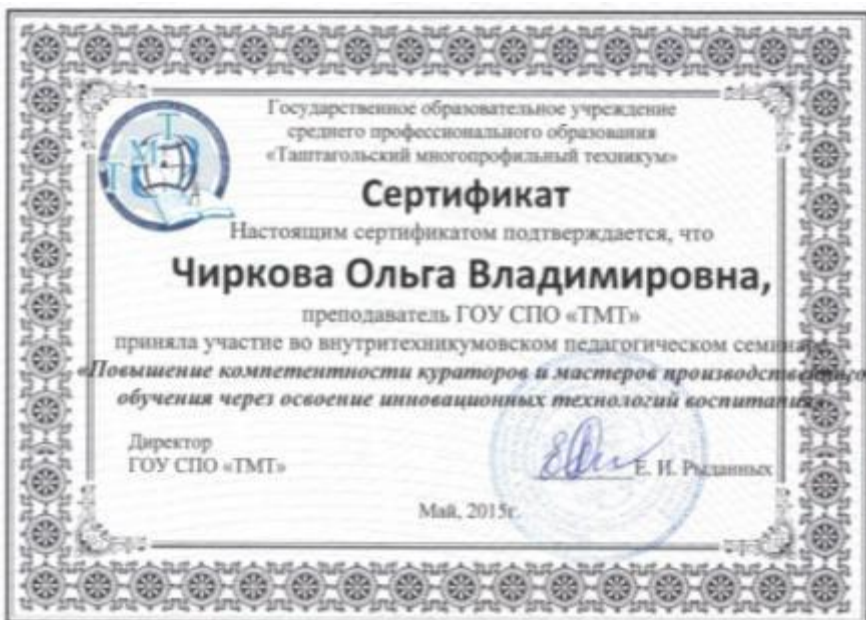 Государственное образовательное учреждение
среднего профессионального образования
«Таштагольский многопрофильный техникум»
Сертификат
Настоящим сертификатом подтверждается, что
Чиркова Ольга Владимировна,
преподаватель ГОУ СПО «ТМТ»
приняла участие во внутритехникумовском педагогическом семинаре
«Повышение компетентности кураторов и мастеров производственного
обучения через освоение инновационных технологий воспитания»
Директор
ГОУ СПО «ТМТ»
Е. И. Рыданных
Май, 2015г.